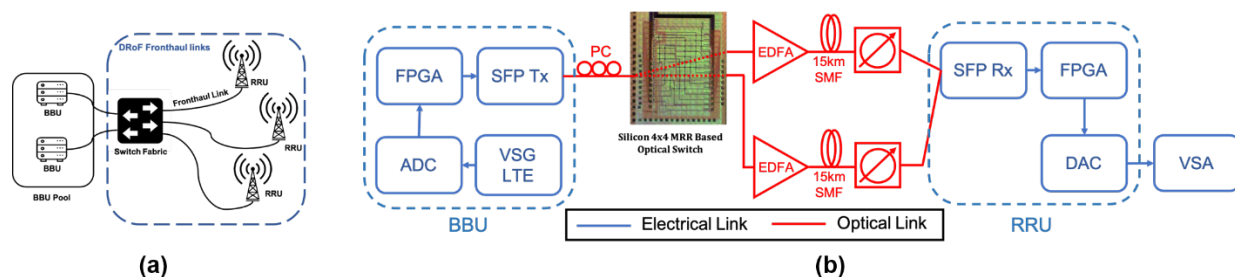 DRoF Fronthaul links
RRU
Fronthaul Link
BBU
BBU
Switch Fabric
RRU
RRU
BBU Pool
(a)
FPGA
SFP Tx
PC
ADC
VSG
LTE
BBU
Silicon 4x4 MRR Based
Optical Switch
EDFA
15km
SMF
EDFA
15km
SMF
SFP Rx
FPGA
DAC
VSA
RRU
Electrical Link
Optical Link
(b)